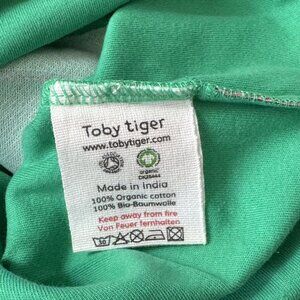 Toby tiger
www.tobytiger.com
organic
Made in india
100% Organic cotton
100% Bio-Baumwolle
Keep away from fire
Von Feuer fernhalten